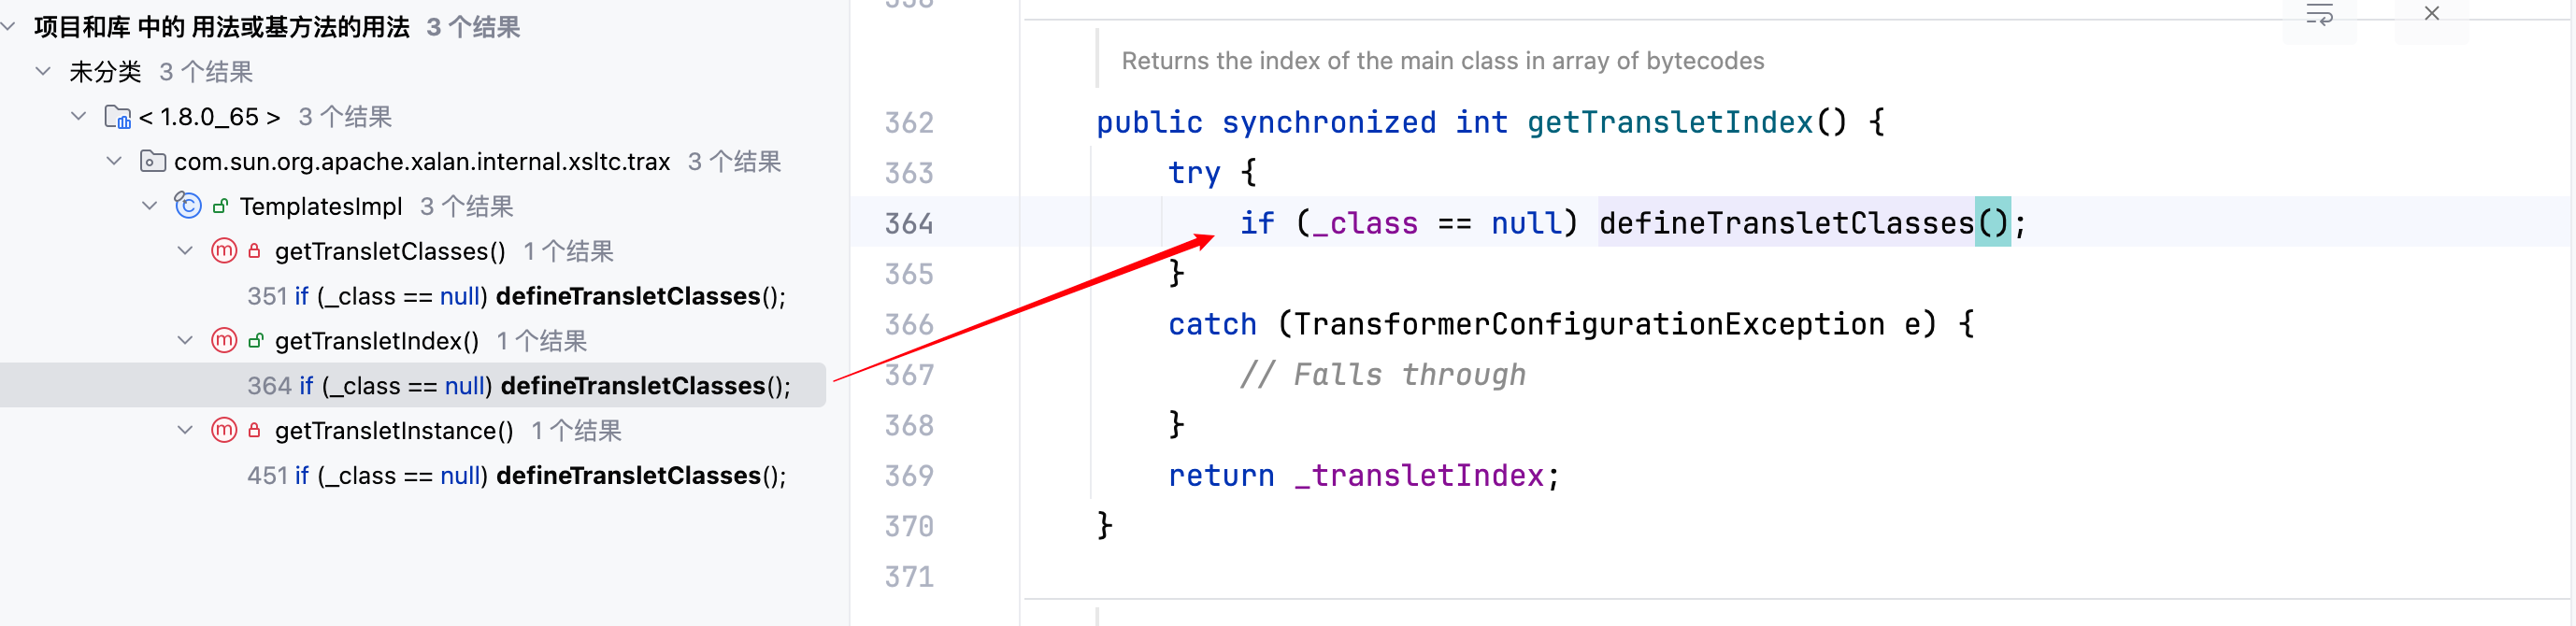 项目和库 中的 用法或基方法的用法 3 个结果
未分类 3 个结果
< 1.8.0_65 > 3 个结果
com.sun.org.apache.xalan.internal.xsltc.trax 3 个结果
TemplatesImpl 3 个结果
getTransletClasses() 1 个结果
351 if (_class == null) defineTransletClasses();
getTransletIndex() 1 个结果
364 if (_class == null) defineTransletClasses();
getTransletInstance() 1 个结果
451 if (_class == null) defineTransletClasses();
Returns the index of the main class in array of bytecodes
362 public synchronized int getTransletIndex() {
363 try {
364 if (_class == null) defineTransletClasses();
365 }
366 catch (TransformerConfigurationException e) {
367 // Falls through
368 }
369 return _transletIndex;
370 }
371